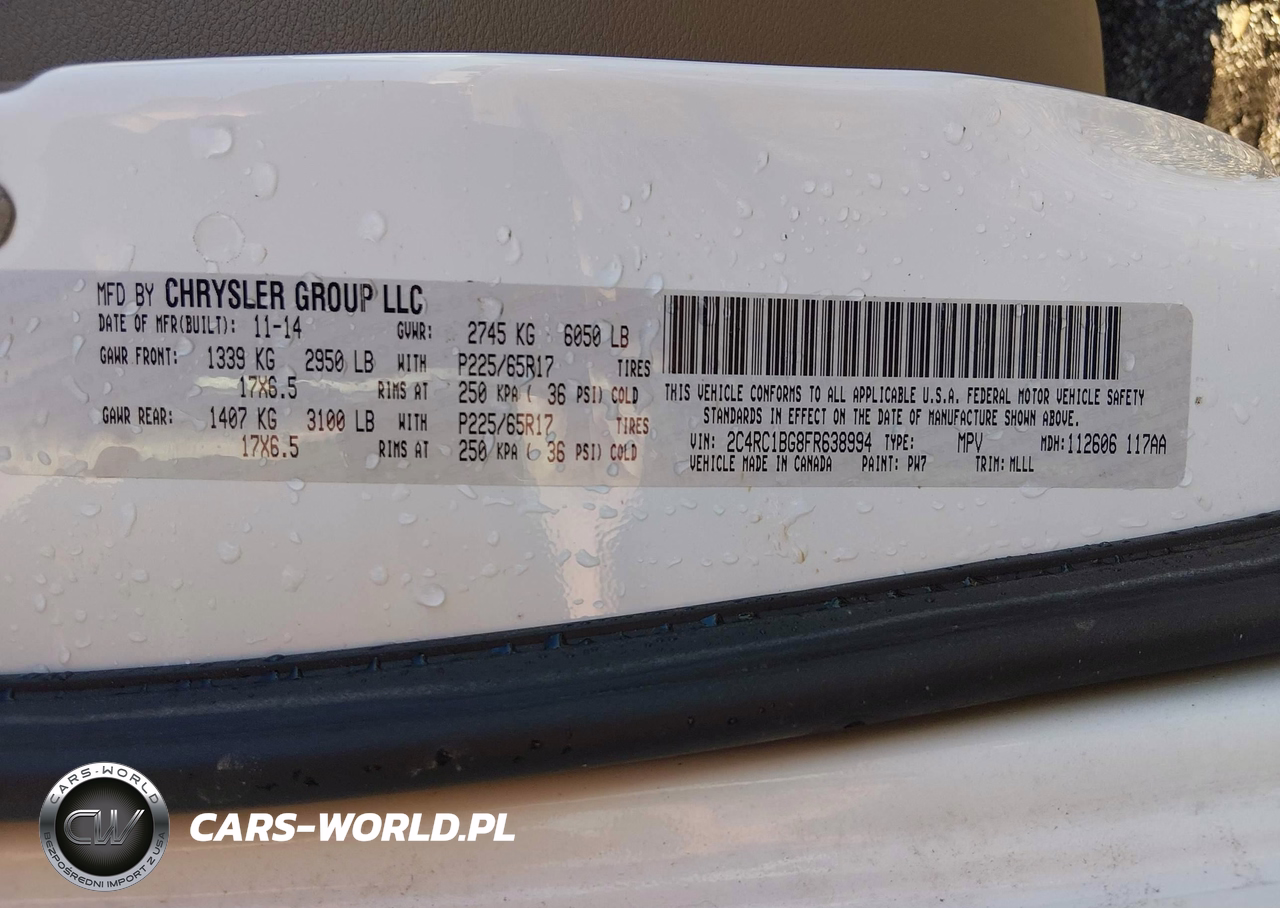 MFD BY CHRYSLER GROUP LLC
DATE OF MFR(BUILT): 11-14 GVWR: 2745 KG 6050 LB
GAWR FRONT: 1339 KG 2950 LB WITH P225/65R17 TIRES
17X6.5 RIMS AT 250 KPA ( 36 PSI) COLD
GAWR REAR: 1407 KG 3100 LB WITH P225/65R17 TIRES
17X6.5 RIMS AT 250 KPA ( 36 PSI) COLD
THIS VEHICLE CONFORMS TO ALL APPLICABLE U.S.A. FEDERAL MOTOR VEHICLE SAFETY
STANDARDS IN EFFECT ON THE DATE OF MANUFACTURE SHOWN ABOVE.
VIN: 2C4RC1BG8FR638994 TYPE: MPV MDH:112606 117AA
VEHICLE MADE IN CANADA PAINT: PW7 TRIM: MLLL
CARS-WORLD
CW
BEZPOŚREDNI IMPORT Z USA
CARS-WORLD.PL